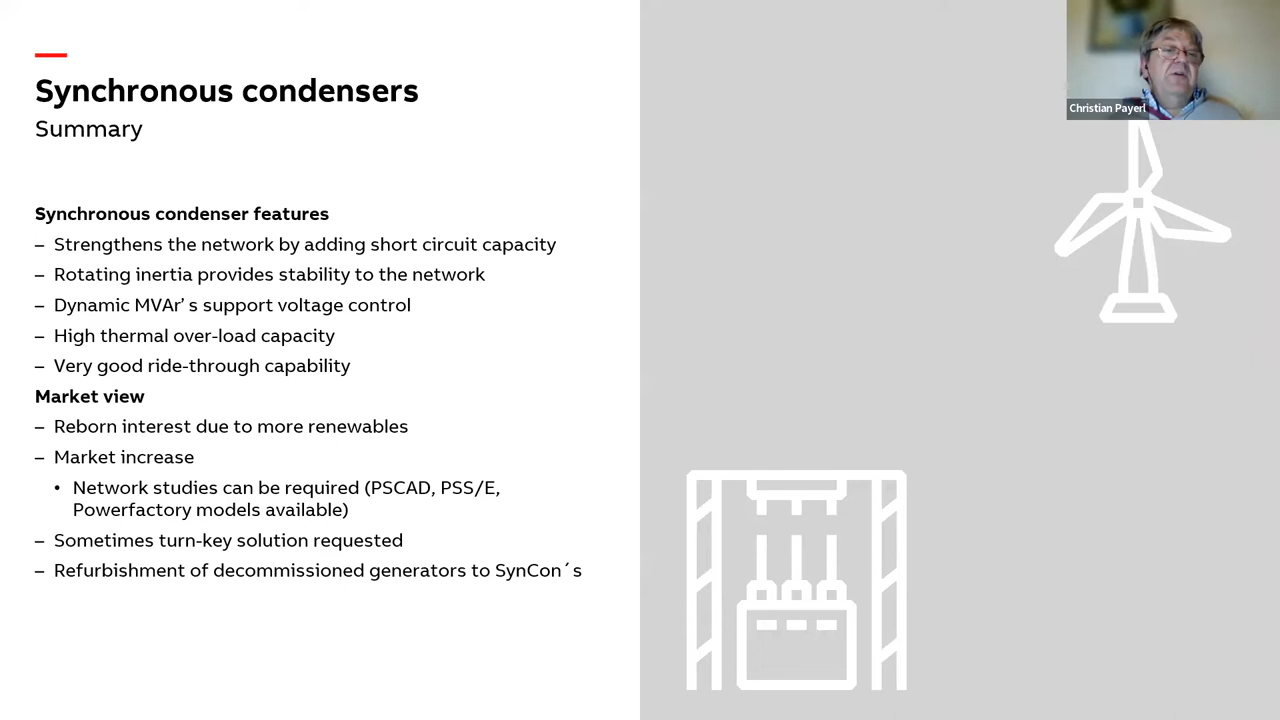 Synchronous condensers
Summary
Christian Payerl
Synchronous condenser features
– Strengthens the network by adding short circuit capacity
– Rotating inertia provides stability to the network
– Dynamic MVAr's support voltage control
– High thermal over-load capacity
– Very good ride-through capability
Market view
– Reborn interest due to more renewables
– Market increase
• Network studies can be required (PSCAD, PSS/E,
Powerfactory models available)
– Sometimes turn-key solution requested
– Refurbishment of decommissioned generators to SynCon´s